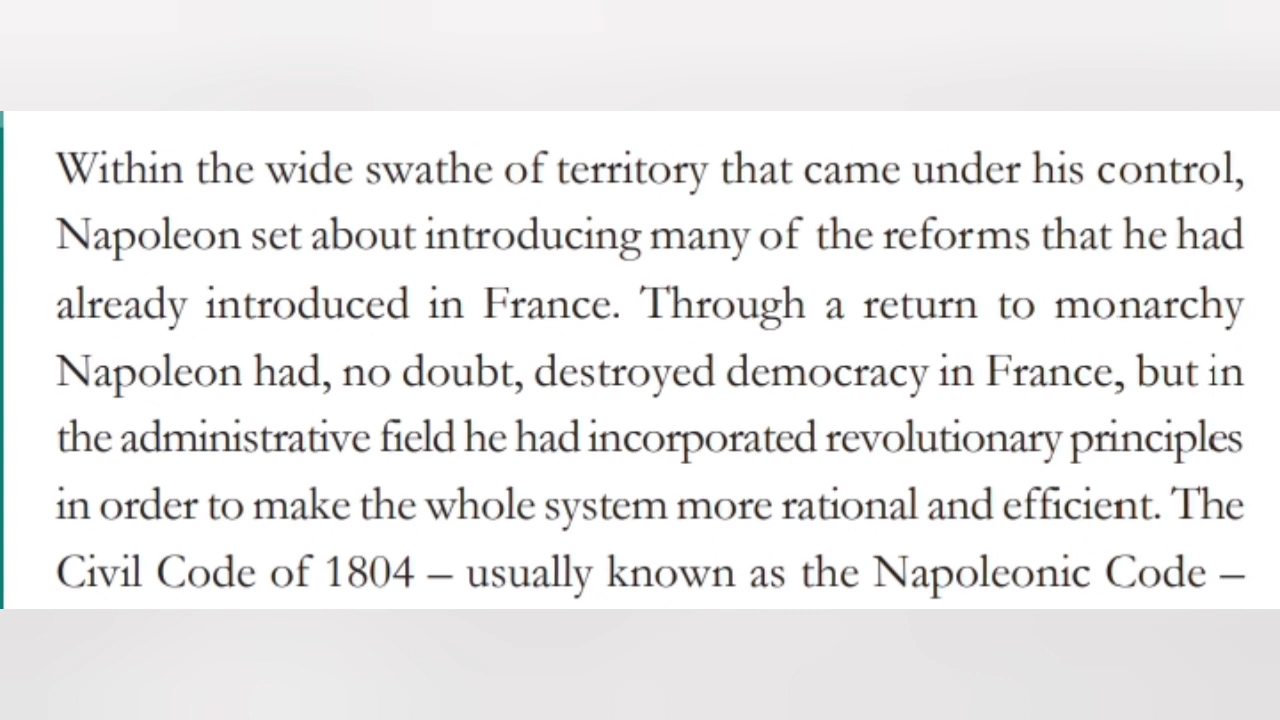 Within the wide swathe of territory that came under his control,
Napoleon set about introducing many of the reforms that he had
already introduced in France. Through a return to monarchy
Napoleon had, no doubt, destroyed democracy in France, but in
the administrative field he had incorporated revolutionary principles
in order to make the whole system more rational and efficient. The
Civil Code of 1804 – usually known as the Napoleonic Code –